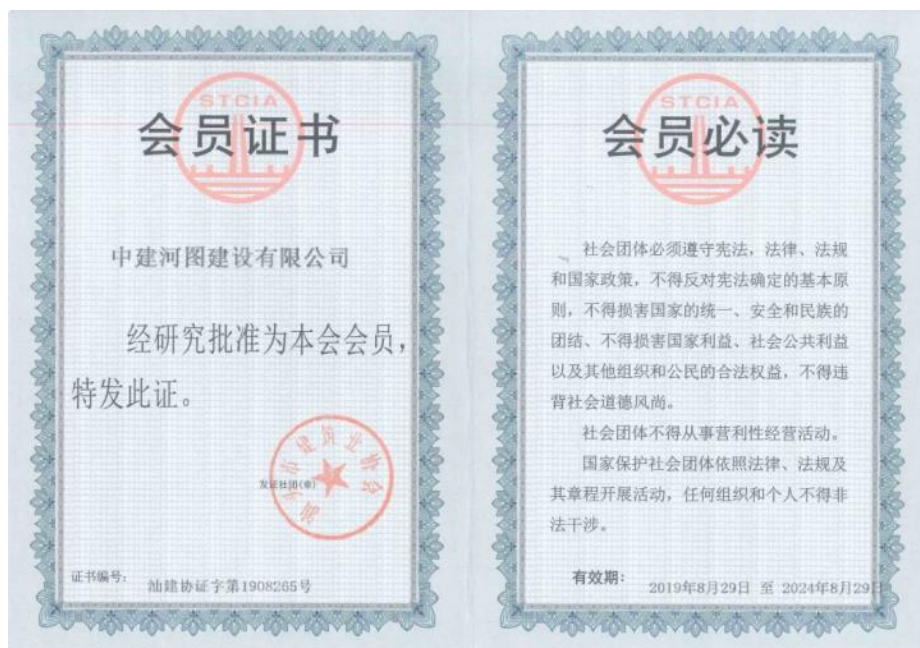 STCIA
会员证书
中建河图建设有限公司
经研究批准为本会会员，
特发此证。
汕头市建筑业协会
发证社团(章)
证书编号：
汕建协证字第1908265号
STCIA
会员必读
社会团体必须遵守宪法，法律、法规
和国家政策，不得反对宪法确定的基本原
则，不得损害国家的统一、安全和民族的
团结、不得损害国家利益、社会公共利益
以及其他组织和公民的合法权益，不得违
背社会道德风尚。
社会团体不得从事营利性经营活动。
国家保护社会团体依照法律、法规及
其章程开展活动，任何组织和个人不得非
法干涉。
有效期：
2019年8月29日 至 2024年8月29日